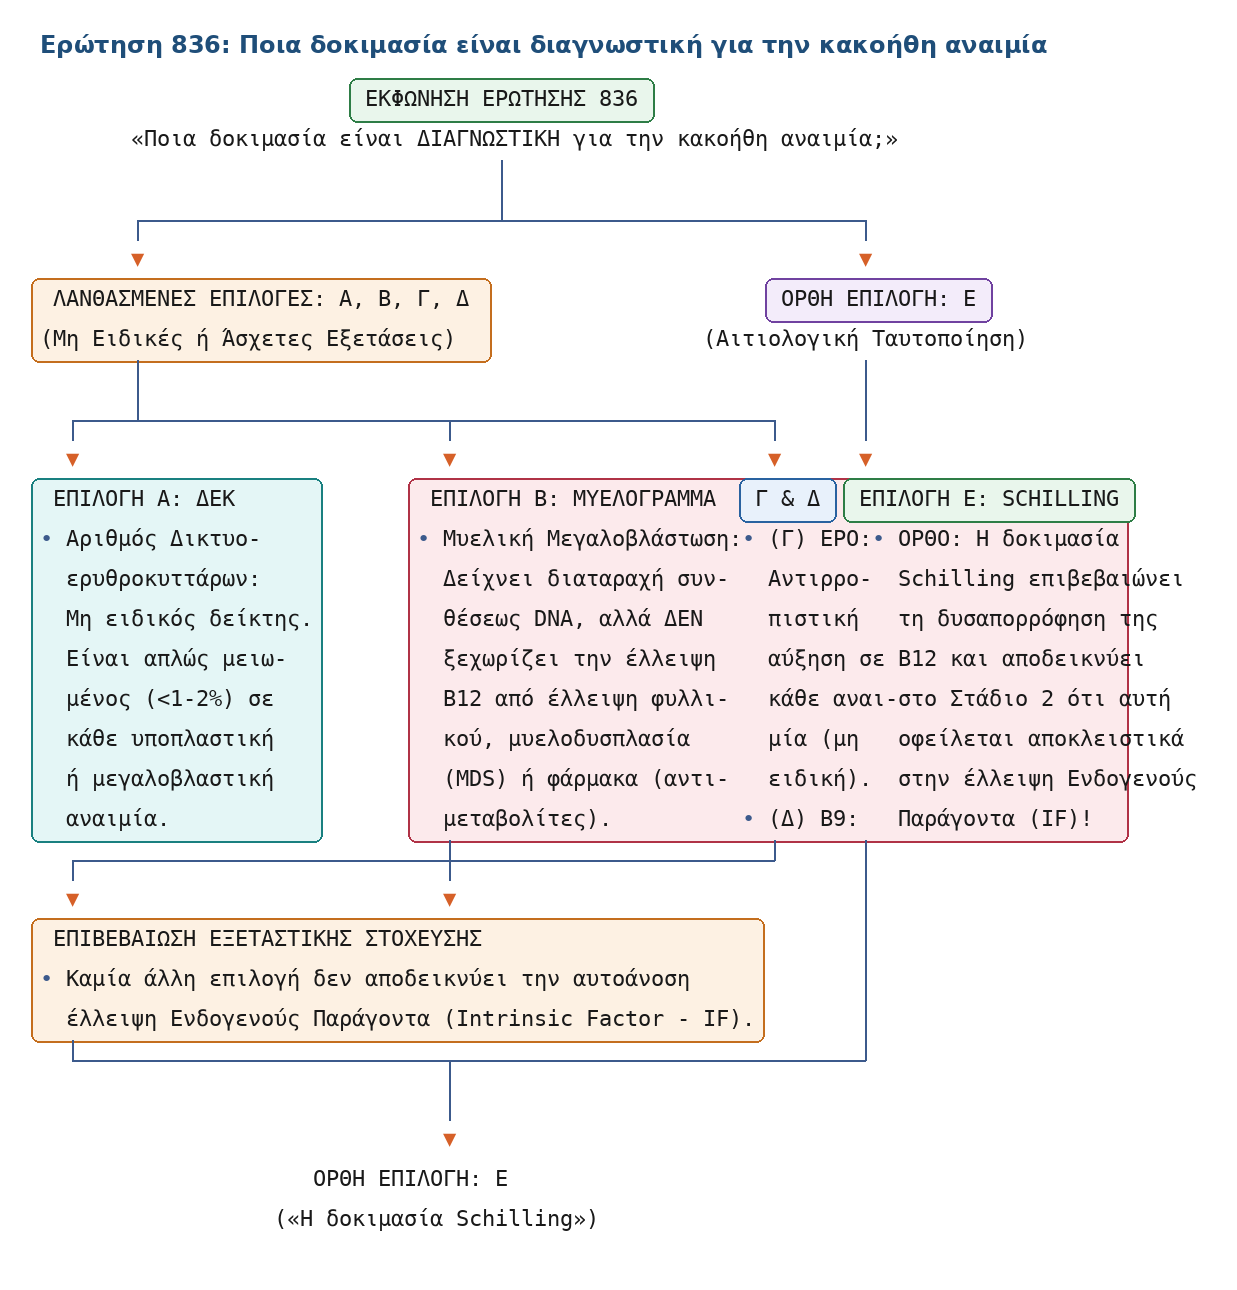 Ερώτηση 836: Ποια δοκιμασία είναι διαγνωστική για την κακοήθη αναιμία
ΕΚΦΩΝΗΣΗ ΕΡΩΤΗΣΗΣ 836
«Ποια δοκιμασία είναι ΔΙΑΓΝΩΣΤΙΚΗ για την κακοήθη αναιμία;»
ΛΑΝΘΑΣΜΕΝΕΣ ΕΠΙΛΟΓΕΣ: Α, Β, Γ, Δ
(Μη Ειδικές ή Άσχετες Εξετάσεις)
ΟΡΘΗ ΕΠΙΛΟΓΗ: Ε
(Αιτιολογική Ταυτοποίηση)
ΕΠΙΛΟΓΗ Α: ΔΕΚ
• Αριθμός Δικτυο-
ερυθροκυττάρων:
Μη ειδικός δείκτης.
Είναι απλώς μειω-
μένος (<1-2%) σε
κάθε υποπλαστική
ή μεγαλοβλαστική
αναιμία.
ΕΠΙΛΟΓΗ Β: ΜΥΕΛΟΓΡΑΜΜΑ
• Μυελική Μεγαλοβλάστωση:
Δείχνει διαταραχή συν-
θέσεως DNA, αλλά ΔΕΝ
ξεχωρίζει την έλλειψη
Β12 από έλλειψη φυλλι-
κού, μυελοδυσπλασία
(MDS) ή φάρμακα (αντι-
μεταβολίτες).
Γ & Δ
• (Γ) ΕΡΟ:
Αντιρρο-
πιστική
αύξηση σε
κάθε αναι-
μία (μη
ειδική).
• (Δ) Β9:
ΕΠΙΛΟΓΗ Ε: SCHILLING
• ΟΡΘΟ: Η δοκιμασία
Schilling επιβεβαιώνει
τη δυσαπορρόφηση της
Β12 και αποδεικνύει
στο Στάδιο 2 ότι αυτή
οφείλεται αποκλειστικά
στην έλλειψη Ενδογενούς
Παράγοντα (IF)!
ΕΠΙΒΕΒΑΙΩΣΗ ΕΞΕΤΑΣΤΙΚΗΣ ΣΤΟΧΕΥΣΗΣ
• Καμία άλλη επιλογή δεν αποδεικνύει την αυτοάνοση
έλλειψη Ενδογενούς Παράγοντα (Intrinsic Factor - IF).
ΟΡΘΗ ΕΠΙΛΟΓΗ: Ε
(«Η δοκιμασία Schilling»)